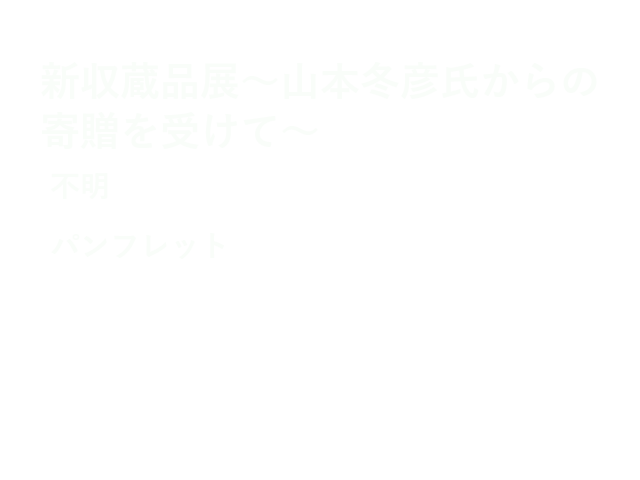 新収蔵品展〜山本冬彦氏からの
寄贈を受けて〜
不明
パンフレット